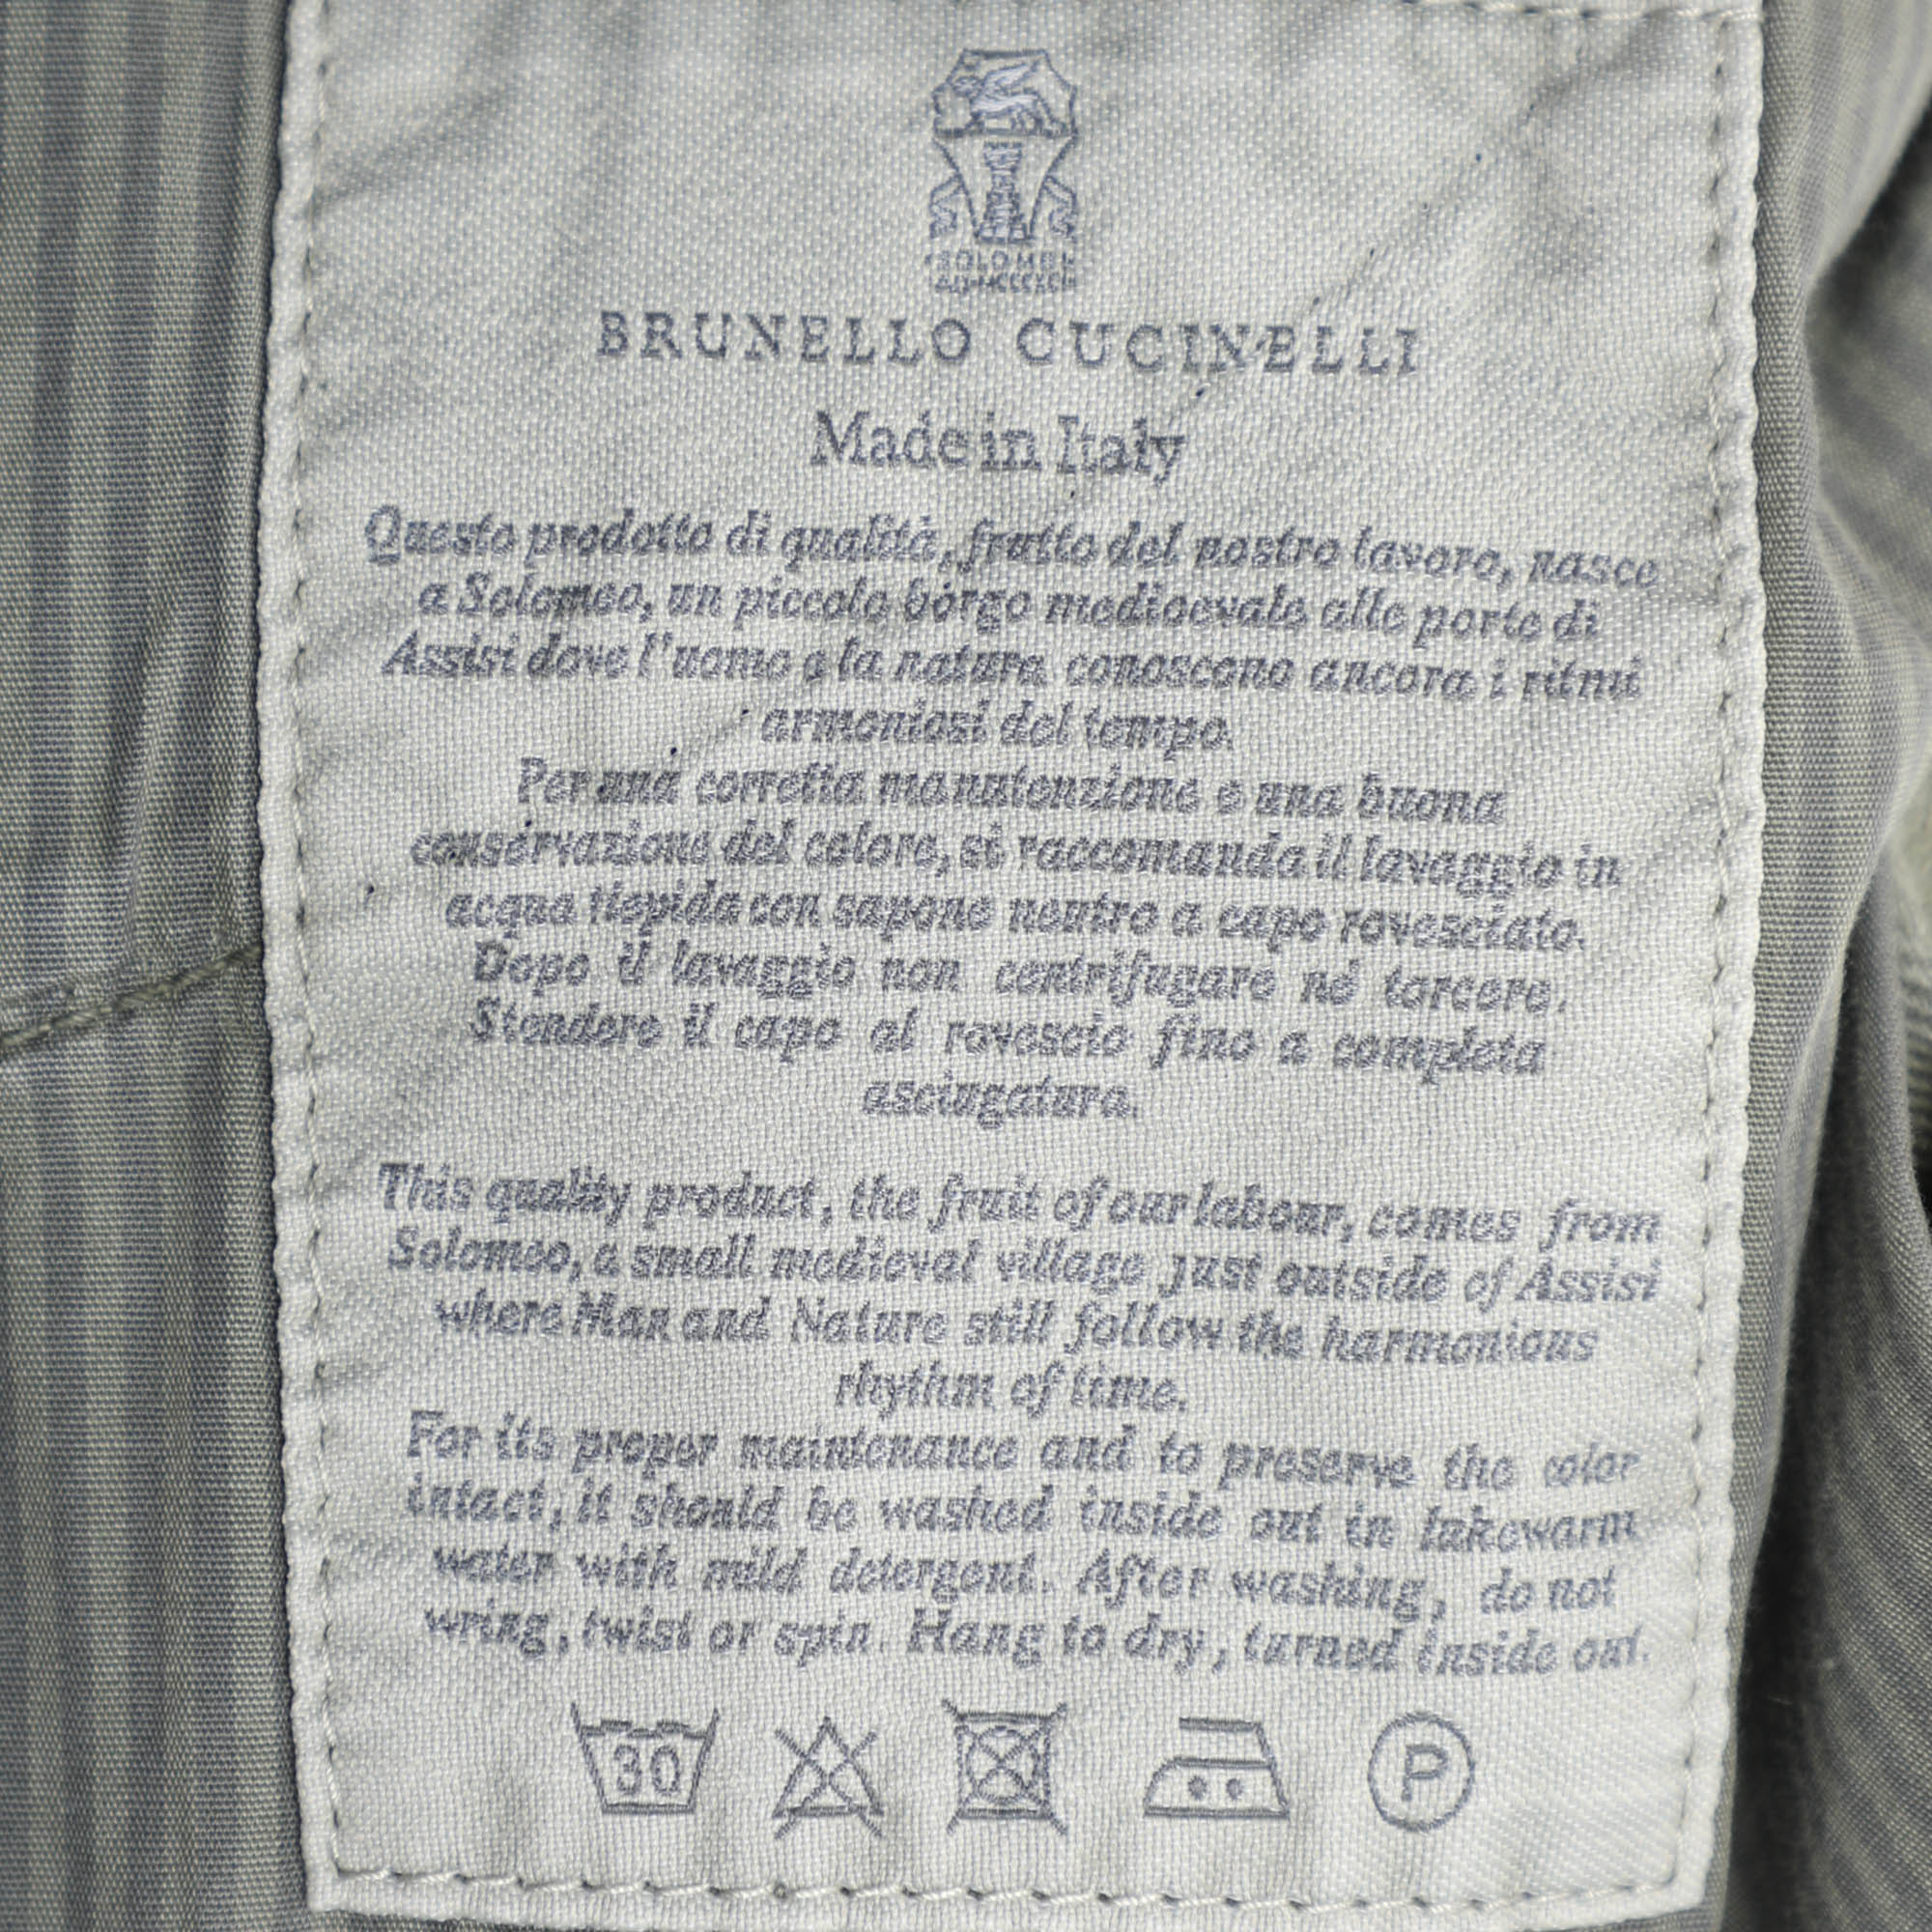 SOLOMEI
BRUNELLO CUCINELLI
Made in Italy
Questo prodotto di qualità, frutto del nostro lavoro, nasce
a Solomeo, un piccolo borgo medioevale alle porte di
Assisi dove l'uomo e la natura conoscono ancora i ritmi
armoniosi del tempo.
Per una corretta manutenzione e una buona
conservazione del colore, si raccomanda il lavaggio in
acqua tiepida con sapone neutro a capo rovesciato.
Dopo il lavaggio non centrifugare né torcere.
Stendere il capo al rovescio fino a completa
asciugatura.
This quality product, the fruit of our labour, comes from
Solomeo, a small medieval village just outside of Assisi
where Man and Nature still follow the harmonious
rhythm of time.
For its proper maintenance and to preserve the color
intact, it should be washed inside out in lukewarm
water with mild detergent. After washing, do not
wring, twist or spin. Hang to dry, turned inside out.
30 P